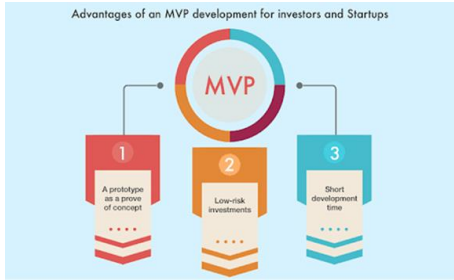 Advantages of an MVP development for investors and Startups
MVP
1
A prototype
as a prove
of concept
2
Low-risk
investments
3
Short
development
time